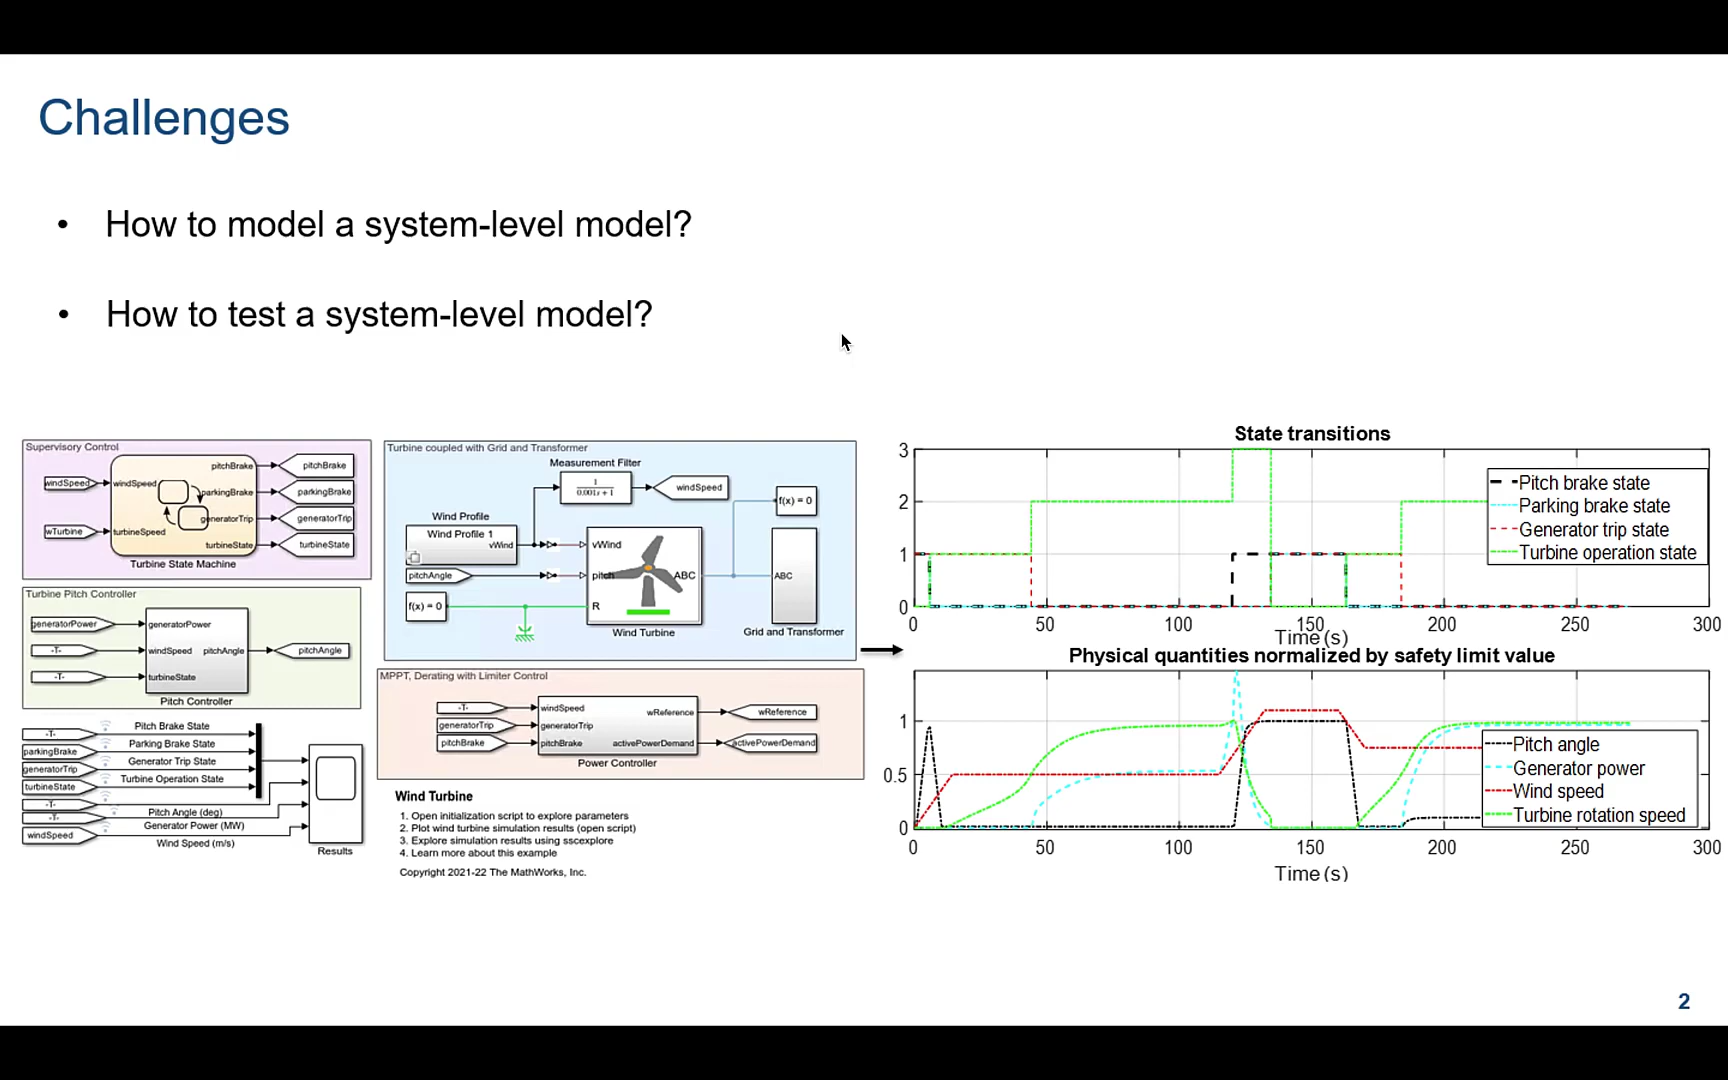 Challenges
• How to model a system-level model?
• How to test a system-level model?
Supervisory Control
windSpeed
windSpeed
wTurbine
turbineSpeed
pitchBrake
parkingBrake
generatorTrip
turbineState
pitchBrake
parkingBrake
generatorTrip
turbineState
Turbine State Machine
Turbine Pitch Controller
generatorPower
-T-
-T-
generatorPower
windSpeed
turbineState
pitchAngle
pitchAngle
Pitch Controller
-T-
parkingBrake
generatorTrip
turbineState
-T-
-T-
windSpeed
Pitch Brake State
Parking Brake State
Generator Trip State
Turbine Operation State
Pitch Angle (deg)
Generator Power (MW)
Wind Speed (m/s)
Results
Turbine coupled with Grid and Transformer
Measurement Filter
1
0.001s + 1
windSpeed
f(x) = 0
Wind Profile
Wind Profile 1
vWind
pitchAngle
f(x) = 0
vWind
pitch
R
ABC
ABC
Wind Turbine
Grid and Transformer
MPPT, Derating with Limiter Control
-T-
generatorTrip
pitchBrake
windSpeed
generatorTrip
pitchBrake
wReference
activePowerDemand
wReference
activePowerDemand
Power Controller
Wind Turbine
1. Open initialization script to explore parameters
2. Plot wind turbine simulation results (open script)
3. Explore simulation results using sscexplore
4. Learn more about this example
Copyright 2021-22 The MathWorks, Inc.
State transitions
3
2
1
0
0 50 100 150 200 250 300
Time (s)
Pitch brake state
Parking brake state
Generator trip state
Turbine operation state
Physical quantities normalized by safety limit value
1
0.5
0
0 50 100 150 200 250 300
Time (s)
Pitch angle
Generator power
Wind speed
Turbine rotation speed
2